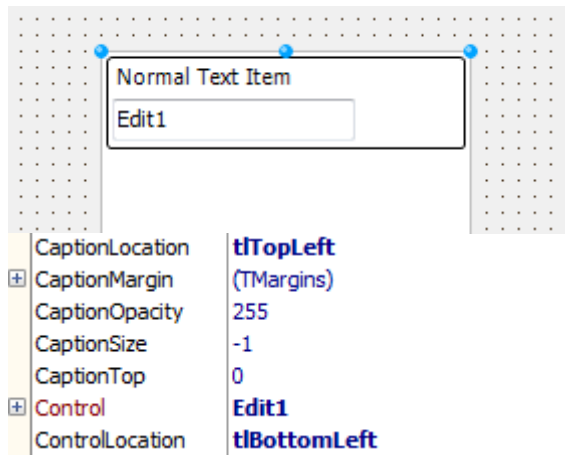 Normal Text Item
Edit1
CaptionLocation tlTopLeft
CaptionMargin (TMargins)
CaptionOpacity 255
CaptionSize -1
CaptionTop 0
Control Edit1
ControlLocation tlBottomLeft